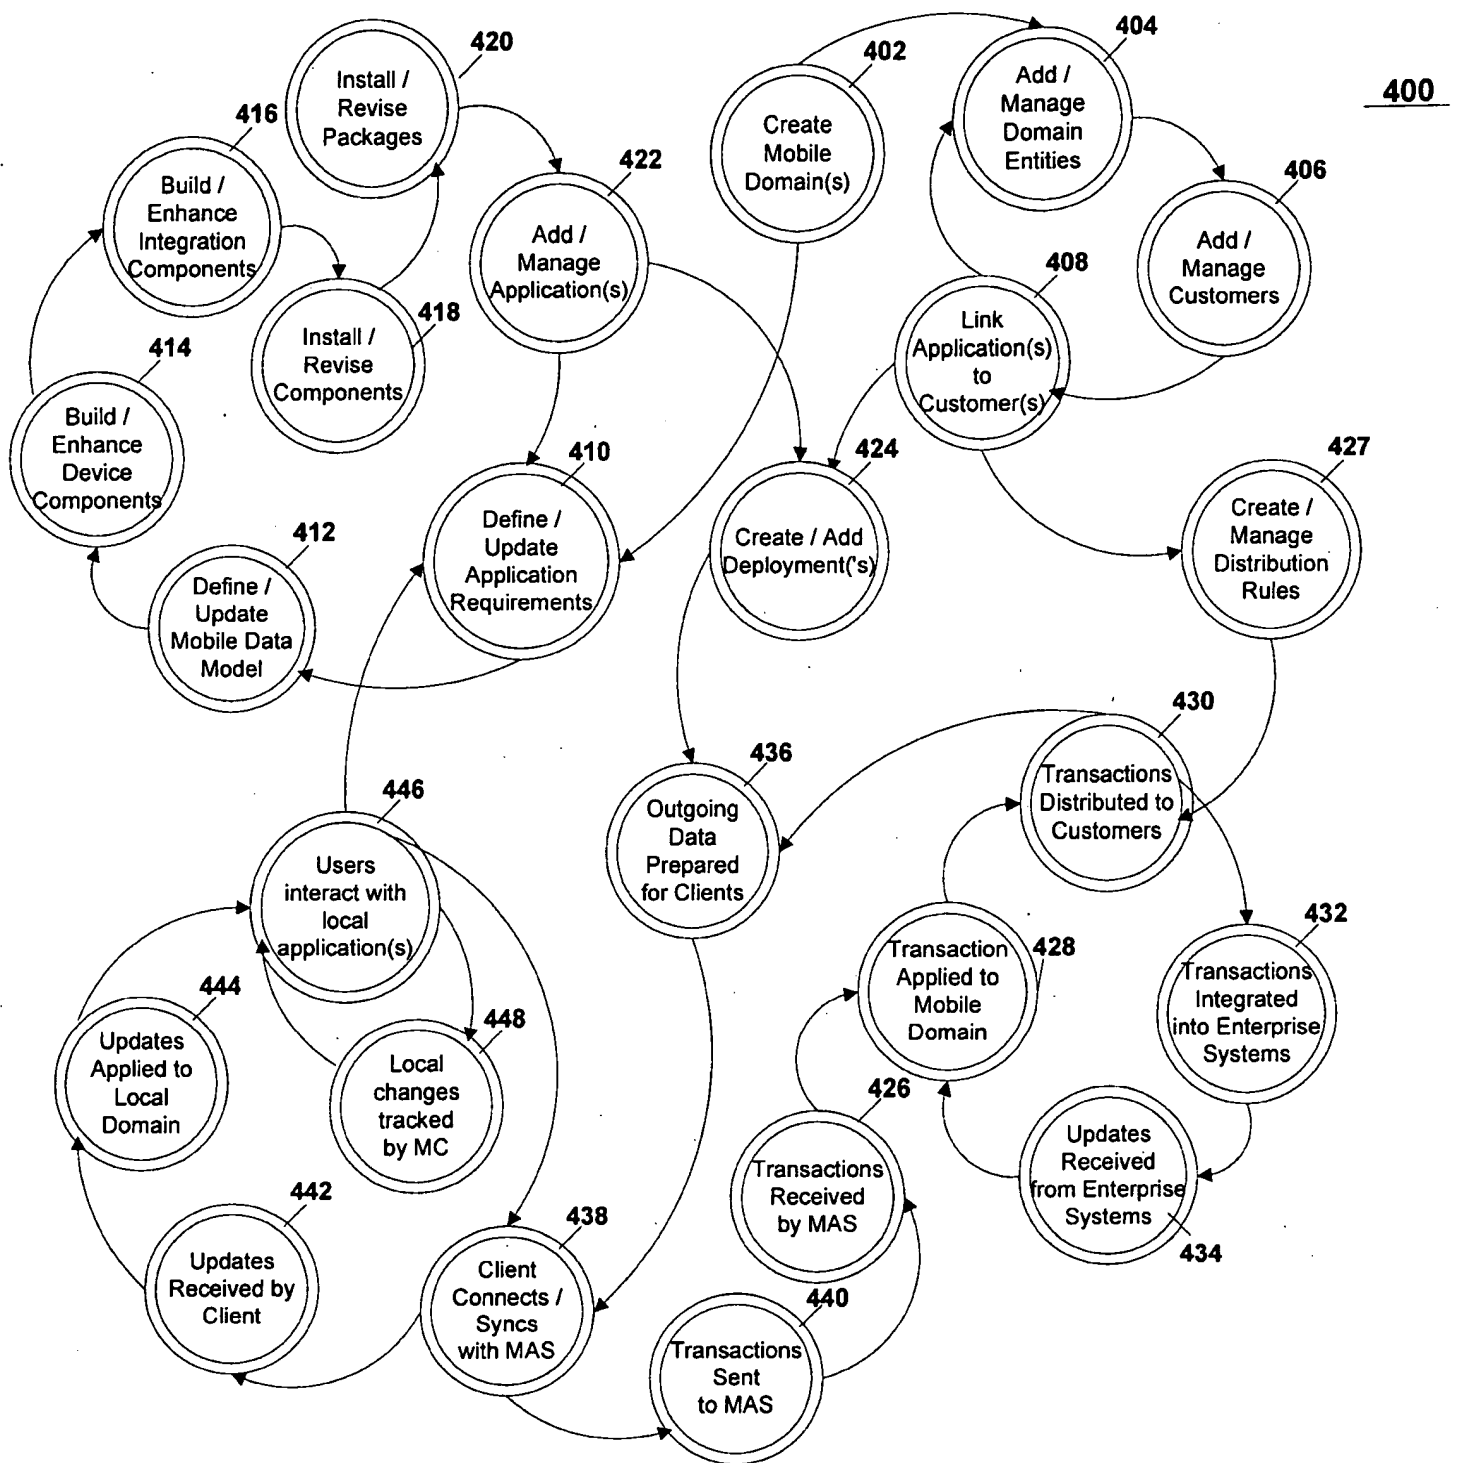 400
420
Install /
Revise
Packages
402
Create
Mobile
Domain(s)
404
Add /
Manage
Domain
Entities
416
Build /
Enhance
Integration
Components
422
Add /
Manage
Application(s)
406
Add /
Manage
Customers
408
Link
Application(s)
to
Customer(s)
418
Install /
Revise
Components
414
Build /
Enhance
Device
Components
410
Define /
Update
Application
Requirements
424
Create / Add
Deployment('s)
427
Create /
Manage
Distribution
Rules
412
Define /
Update
Mobile Data
Model
430
Transactions
Distributed to
Customers
436
Outgoing
Data
Prepared
for Clients
446
Users
interact with
local
application(s)
432
Transactions
Integrated
into Enterprise
Systems
428
Transaction
Applied to
Mobile
Domain
444
Updates
Applied to
Local
Domain
448
Local
changes
tracked
by MC
426
Transactions
Received
by MAS
Updates
Received
from Enterprise
Systems
434
442
Updates
Received by
Client
438
Client
Connects /
Syncs
with MAS
440
Transactions
Sent
to MAS